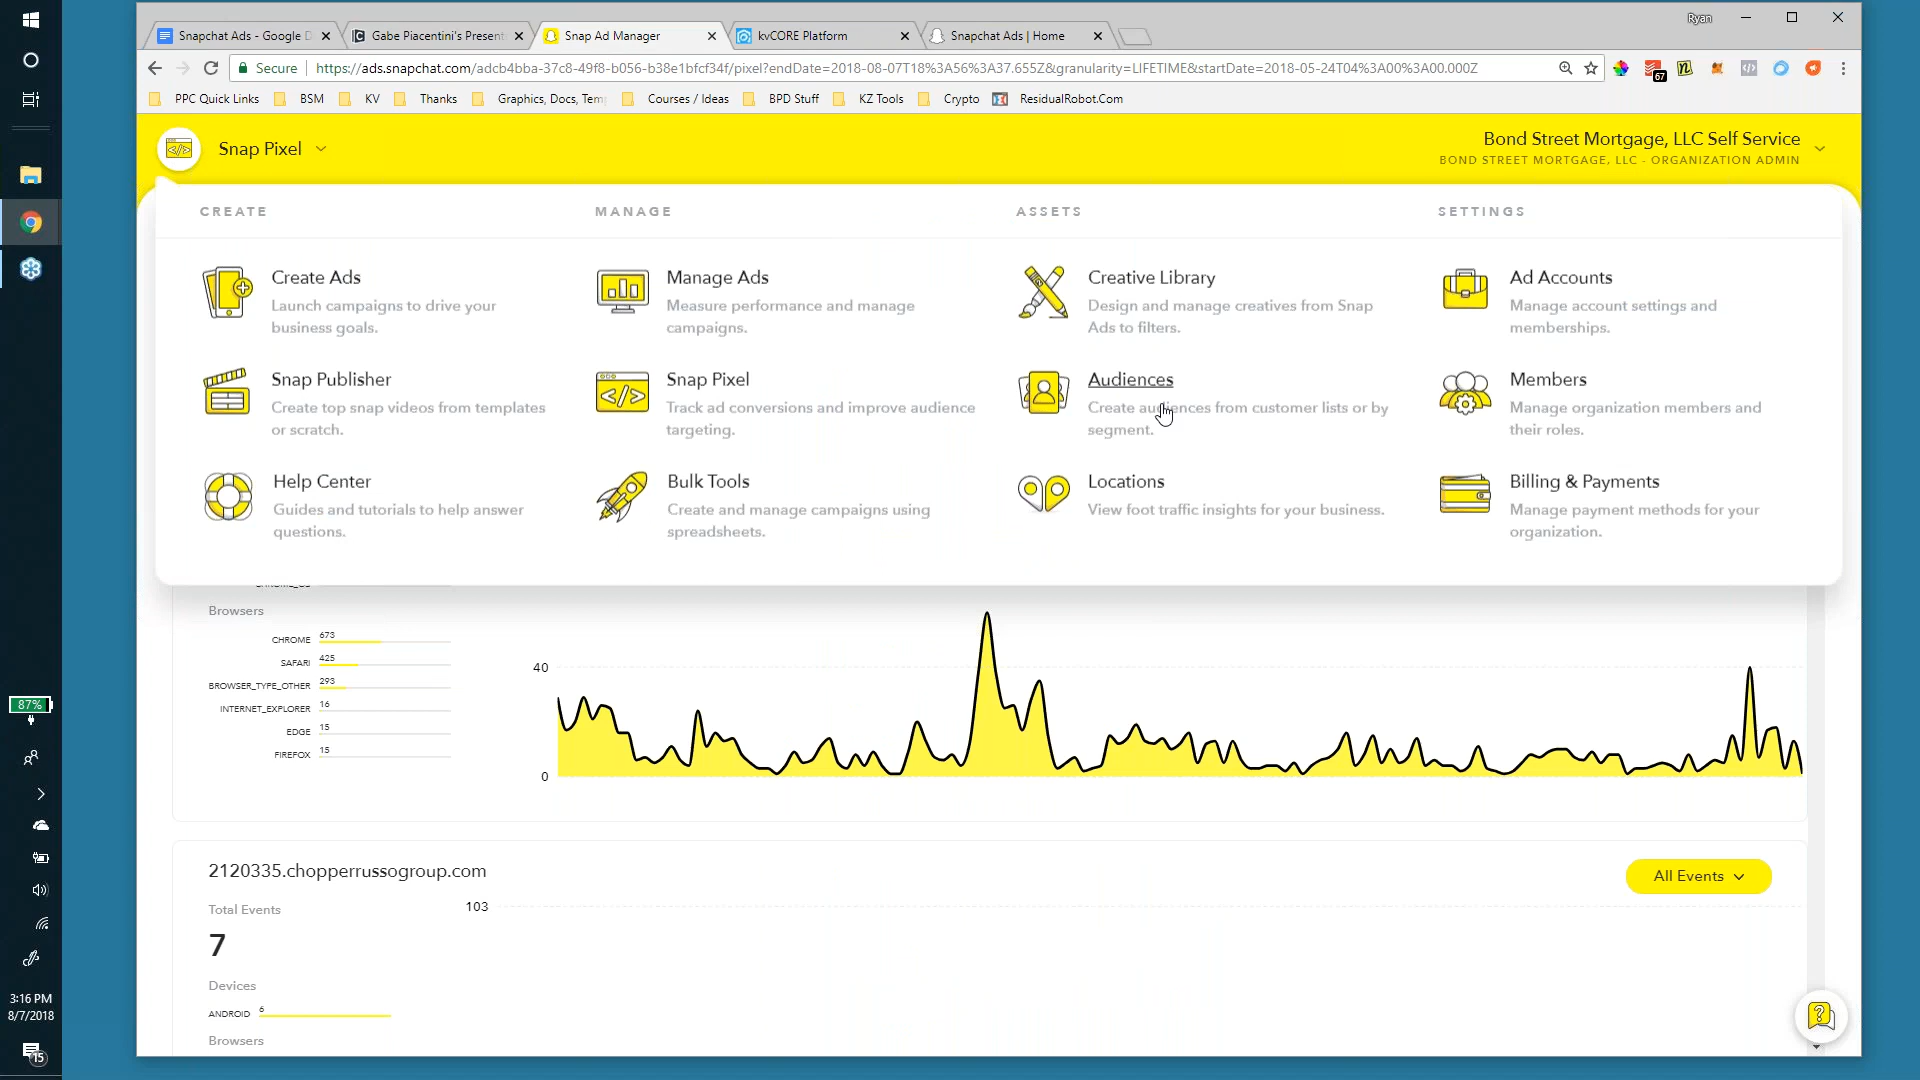 Ryan
Snapchat Ads - Google D
Gabe Piacentini's Present
Snap Ad Manager
kvCORE Platform
Snapchat Ads | Home
Secure
https://ads.snapchat.com/adcb4bba-37c8-49f8-b056-b38e1bfcf34f/pixel?endDate=2018-08-07T18%3A56%3A37.655Z&granularity=LIFETIME&startDate=2018-05-24T04%3A00%3A00.000Z
67
PPC Quick Links
BSM
KV
Thanks
Graphics, Docs, Tem
Courses / Ideas
BPD Stuff
KZ Tools
Crypto
ResidualRobot.Com
Snap Pixel
Bond Street Mortgage, LLC Self Service
BOND STREET MORTGAGE, LLC - ORGANIZATION ADMIN
CREATE
MANAGE
ASSETS
SETTINGS
Create Ads
Launch campaigns to drive your
business goals.
Manage Ads
Measure performance and manage
campaigns.
Creative Library
Design and manage creatives from Snap
Ads to filters.
Ad Accounts
Manage account settings and
memberships.
Snap Publisher
Create top snap videos from templates
or scratch.
Snap Pixel
Track ad conversions and improve audience
targeting.
Audiences
Create audiences from customer lists or by
segment.
Members
Manage organization members and
their roles.
Help Center
Guides and tutorials to help answer
questions.
Bulk Tools
Create and manage campaigns using
spreadsheets.
Locations
View foot traffic insights for your business.
Billing & Payments
Manage payment methods for your
organization.
Browsers
CHROME 673
SAFARI 425
BROWSER_TYPE_OTHER 293
INTERNET_EXPLORER 16
EDGE 15
FIREFOX 15
40
0
2120335.chopperrussogroup.com
All Events
Total Events
103
7
Devices
ANDROID 6
Browsers
87%
3:16 PM
8/7/2018
15